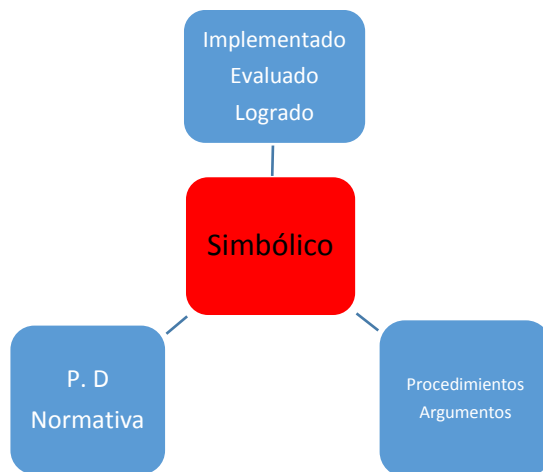 Implementado
Evaluado
Logrado
Simbólico
P. D
Normativa
Procedimientos
Argumentos